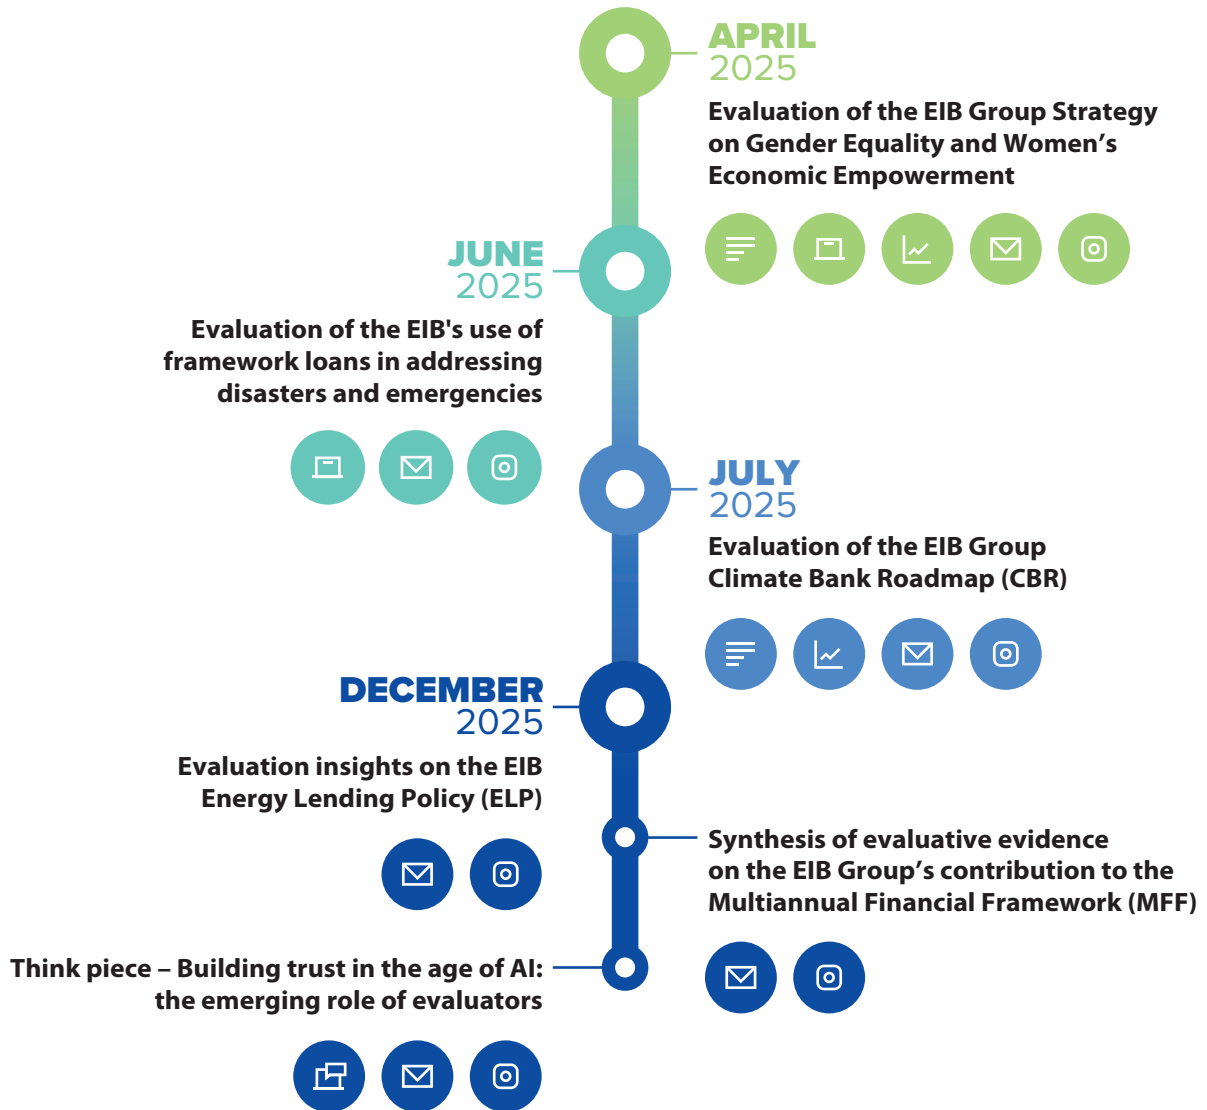 APRIL
2025
Evaluation of the EIB Group Strategy
on Gender Equality and Women’s
Economic Empowerment
JUNE
2025
Evaluation of the EIB's use of
framework loans in addressing
disasters and emergencies
JULY
2025
Evaluation of the EIB Group
Climate Bank Roadmap (CBR)
DECEMBER
2025
Evaluation insights on the EIB
Energy Lending Policy (ELP)
Synthesis of evaluative evidence
on the EIB Group’s contribution to the
Multiannual Financial Framework (MFF)
Think piece – Building trust in the age of AI:
the emerging role of evaluators